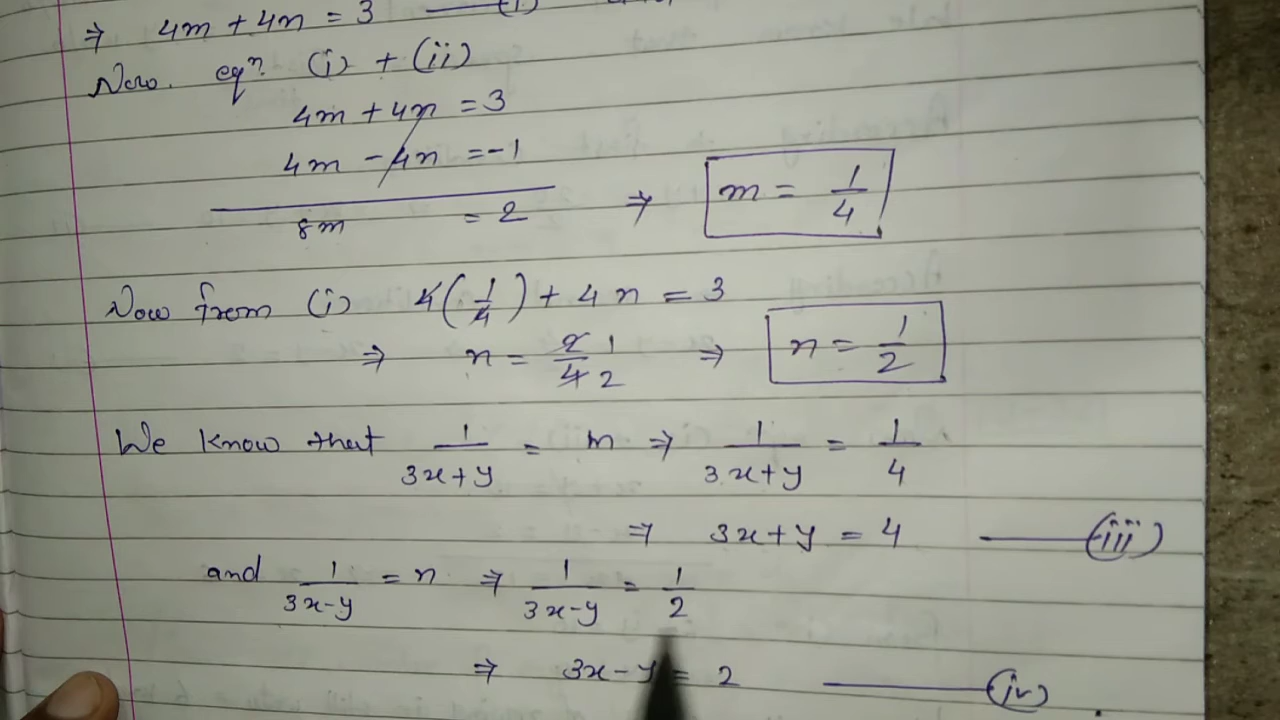 ⇒ 4m + 4n = 3 —— (i)
Now. eqⁿ. (i) + (ii)
4m + 4n = 3
4m - 4n = -1
8m = 2 ⇒ m = 1/4
Now from (i) 4(1/4) + 4n = 3
⇒ n = 2/4 1/2 ⇒ n = 1/2
We know that 1/(3x+y) = m ⇒ 1/(3x+y) = 1/4
⇒ 3x+y = 4 —— (iii)
and 1/(3x-y) = n ⇒ 1/(3x-y) = 1/2
⇒ 3x-y = 2 —— (iv)